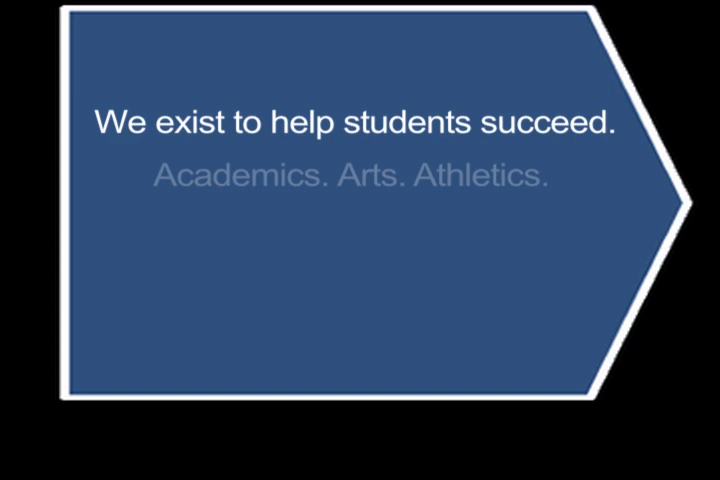 We exist to help students succeed.
Academics. Arts. Athletics.